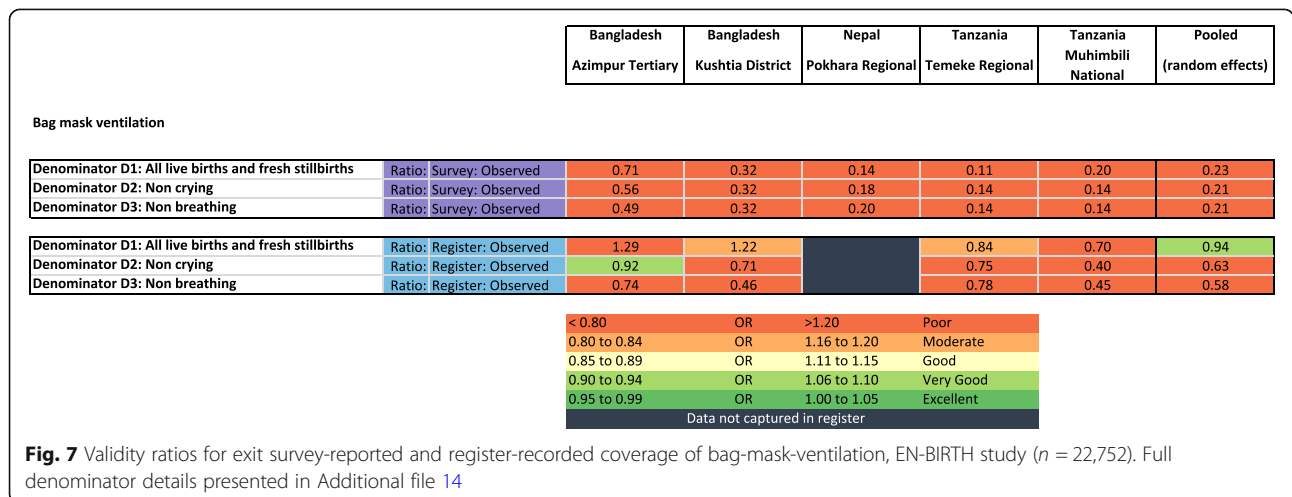 Bangladesh Bangladesh Nepal Tanzania Tanzania Pooled
Azimpur Tertiary Kushtia District Pokhara Regional Temeke Regional Muhimbili National (random effects)
Bag mask ventilation
Denominator D1: All live births and fresh stillbirths Ratio: Survey: Observed 0.71 0.32 0.14 0.11 0.20 0.23
Denominator D2: Non crying Ratio: Survey: Observed 0.56 0.32 0.18 0.14 0.14 0.21
Denominator D3: Non breathing Ratio: Survey: Observed 0.49 0.32 0.20 0.14 0.14 0.21
Denominator D1: All live births and fresh stillbirths Ratio: Register: Observed 1.29 1.22 0.84 0.70 0.94
Denominator D2: Non crying Ratio: Register: Observed 0.92 0.71 0.75 0.40 0.63
Denominator D3: Non breathing Ratio: Register: Observed 0.74 0.46 0.78 0.45 0.58
< 0.80 OR >1.20 Poor
0.80 to 0.84 OR 1.16 to 1.20 Moderate
0.85 to 0.89 OR 1.11 to 1.15 Good
0.90 to 0.94 OR 1.06 to 1.10 Very Good
0.95 to 0.99 OR 1.00 to 1.05 Excellent
Data not captured in register
Fig. 7 Validity ratios for exit survey-reported and register-recorded coverage of bag-mask-ventilation, EN-BIRTH study (n = 22,752). Full
denominator details presented in Additional file 14